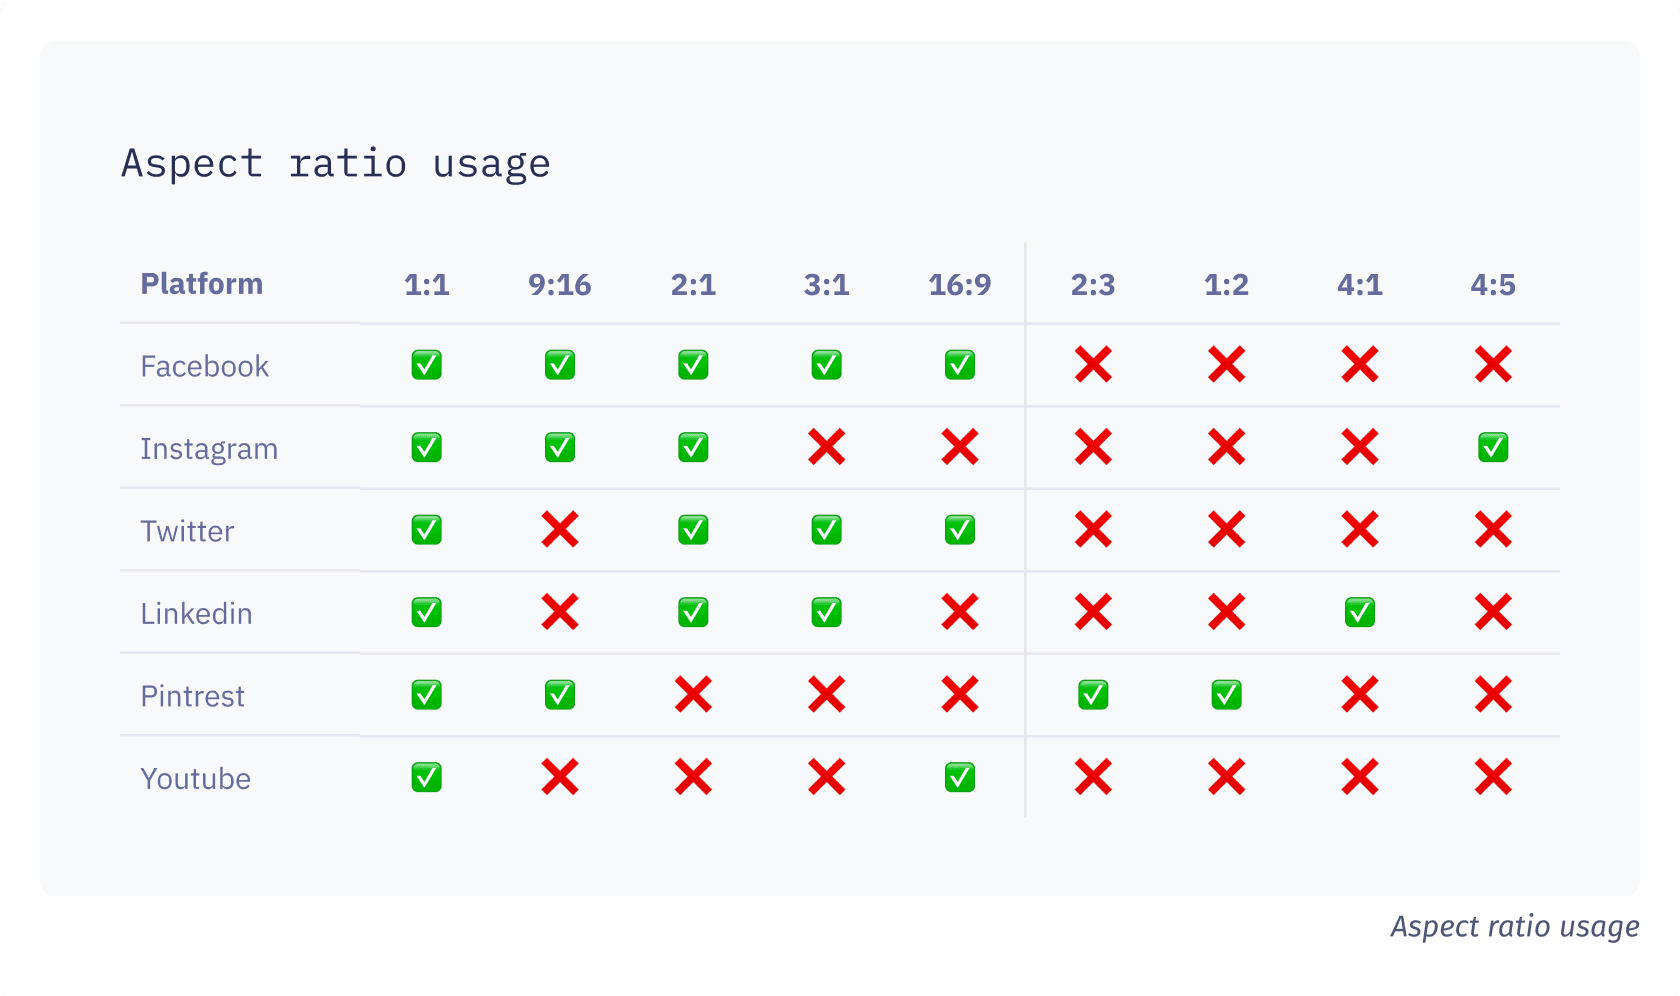 Aspect ratio usage
Platform 1:1 9:16 2:1 3:1 16:9 2:3 1:2 4:1 4:5
Facebook ✅ ✅ ✅ ✅ ✅ ❌ ❌ ❌ ❌
Instagram ✅ ✅ ✅ ❌ ❌ ❌ ❌ ❌ ✅
Twitter ✅ ❌ ✅ ✅ ✅ ❌ ❌ ❌ ❌
Linkedin ✅ ❌ ✅ ✅ ❌ ❌ ❌ ✅ ❌
Pintrest ✅ ✅ ❌ ❌ ❌ ✅ ✅ ❌ ❌
Youtube ✅ ❌ ❌ ❌ ✅ ❌ ❌ ❌ ❌
Aspect ratio usage